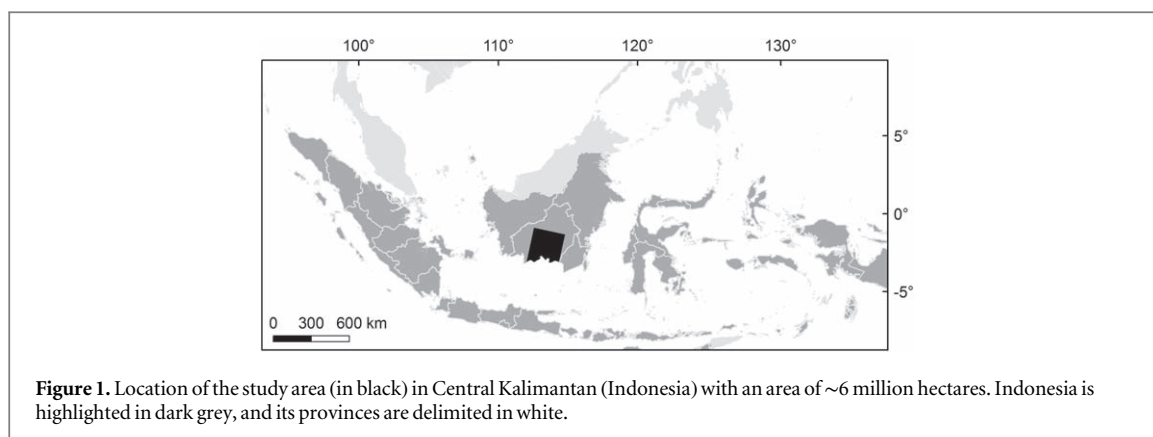 100° 110° 120° 130°
5°
0°
-5°
0 300 600 km
Figure 1. Location of the study area (in black) in Central Kalimantan (Indonesia) with an area of ~6 million hectares. Indonesia is
highlighted in dark grey, and its provinces are delimited in white.